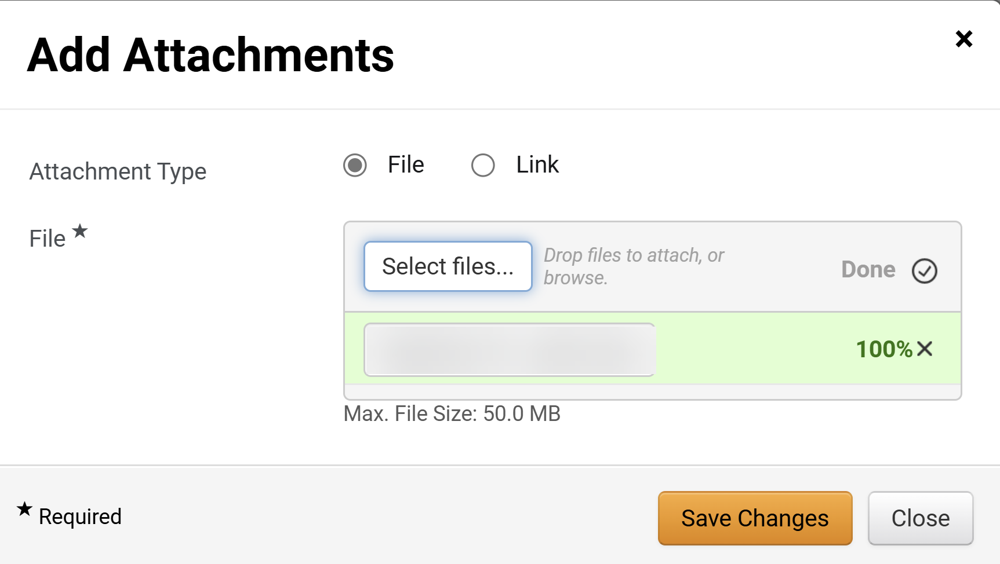 Add Attachments
Attachment Type
File
Link
File ★
Select files...
Drop files to attach, or
browse.
Done
100%
Max. File Size: 50.0 MB
★ Required
Save Changes
Close